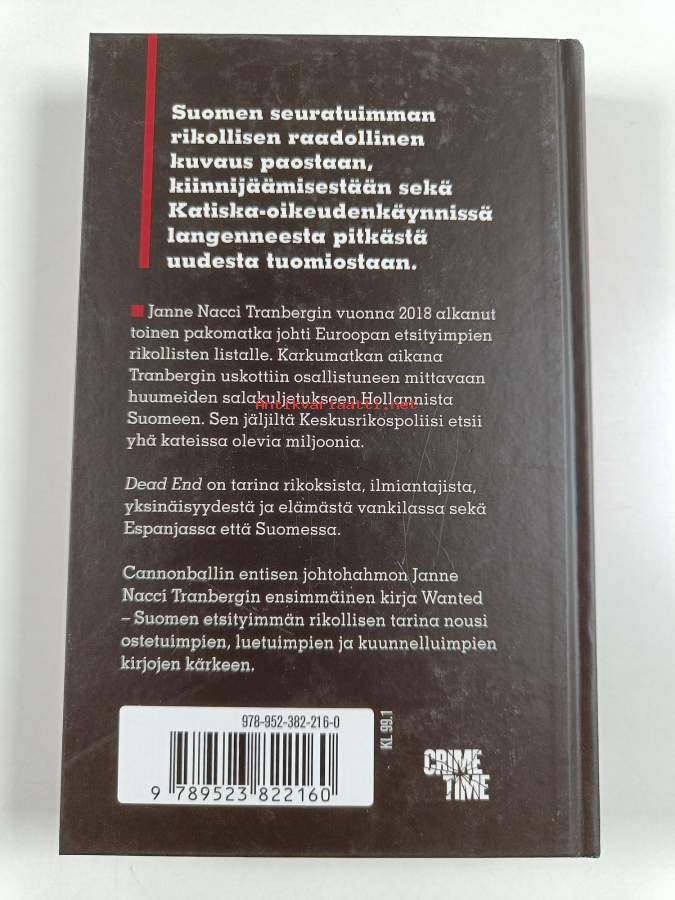 Suomen seuratuimman
rikollisen raadollinen
kuvaus paostaan,
kiinnijäämisestään sekä
Katiska-oikeudenkäynnissä
langenneesta pitkästä
uudesta tuomiostaan.
Janne Nacci Tranbergin vuonna 2018 alkanut
toinen pakomatka johti Euroopan etsityimpien
rikollisten listalle. Karkumatkan aikana
Tranbergin uskottiin osallistuneen mittavaan
huumeiden salakuljetukseen Hollannista
Antikvariaatti.net
Suomeen. Sen jäljiltä Keskusrikospoliisi etsii
yhä kateissa olevia miljoonia.
Dead End on tarina rikoksista, ilmiantajista,
yksinäisyydestä ja elämästä vankilassa sekä
Espanjassa että Suomessa.
Cannonballin entisen johtohahmon Janne
Nacci Tranbergin ensimmäinen kirja Wanted
– Suomen etsityimmän rikollisen tarina nousi
ostetuimpien, luetuimpien ja kuunnelluimpien
kirjojen kärkeen.
978-952-382-216-0
9 789523 822160
KL 99.1
CRIME
TIME